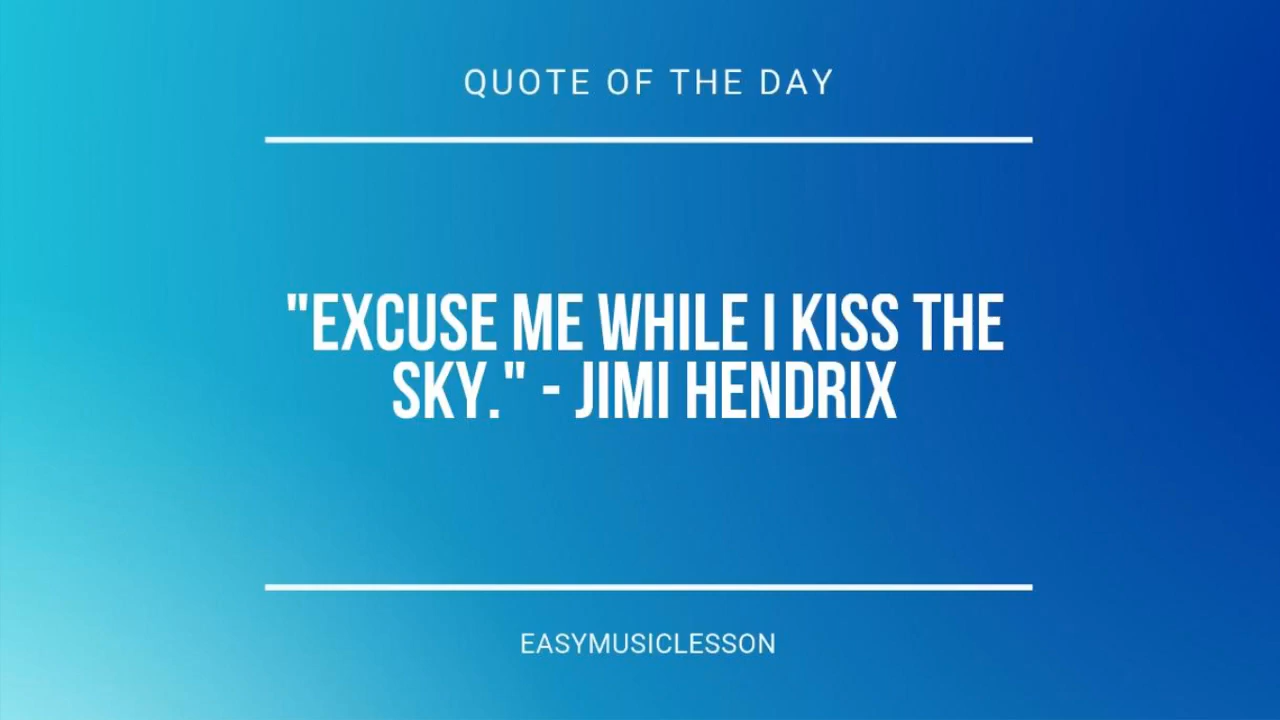 QUOTE OF THE DAY
"EXCUSE ME WHILE I KISS THE
SKY." - JIMI HENDRIX
EASYMUSICLESSON